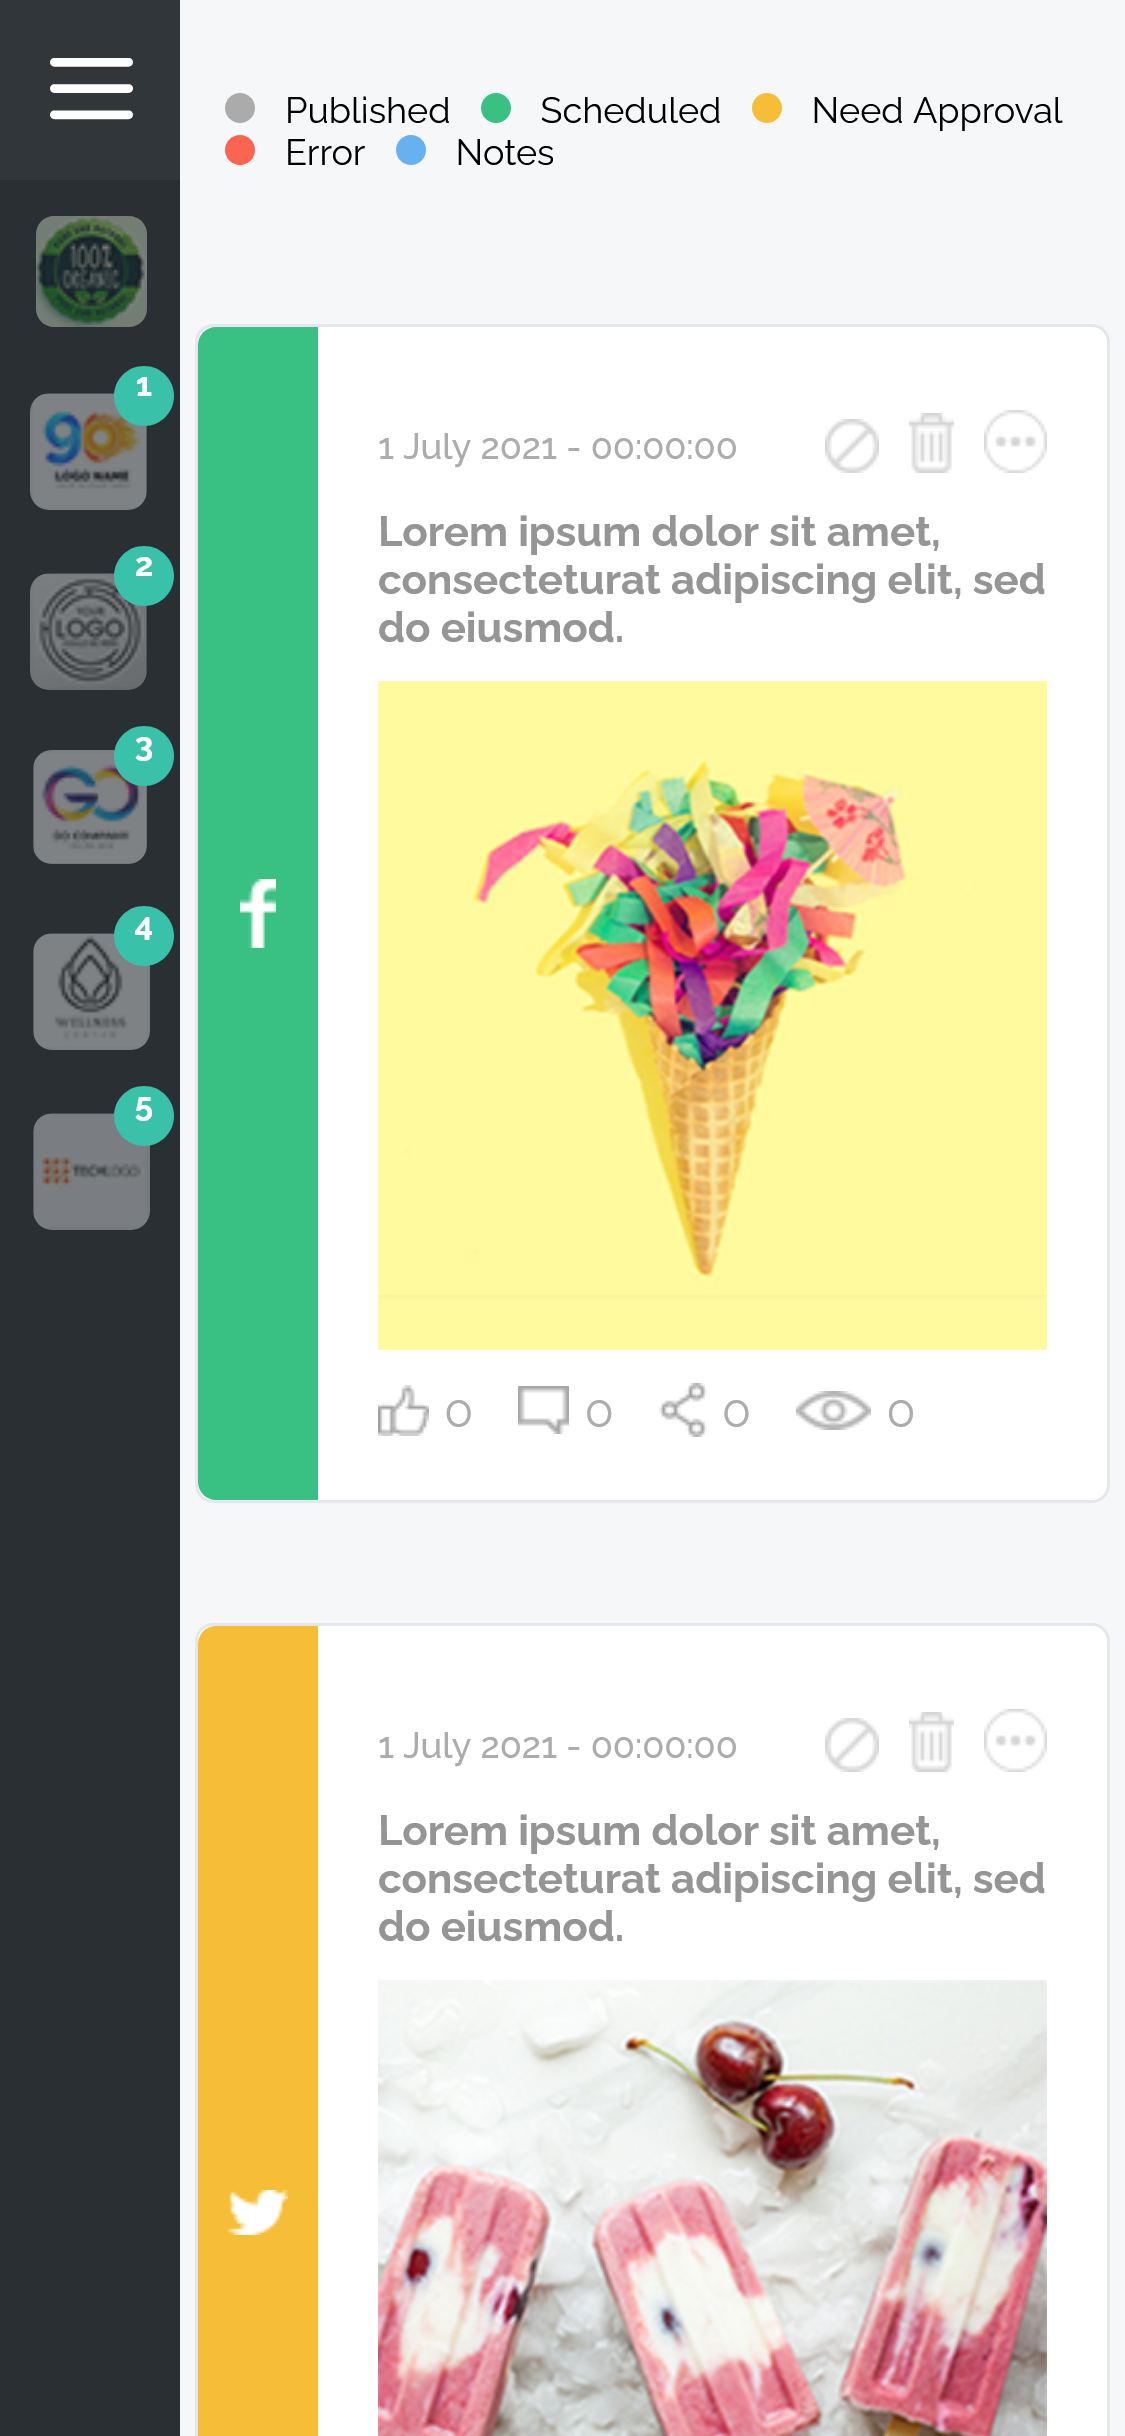 Published Scheduled Need Approval
Error Notes
100%
ORGANIC
1
go
LOGO NAME
2
YOUR
LOGO
3
GO
GO COMPANY
4
WELLNESS
CENTER
5
TECHLOGO
1 July 2021 - 00:00:00
Lorem ipsum dolor sit amet,
consecteturat adipiscing elit, sed
do eiusmod.
0 0 0 0
1 July 2021 - 00:00:00
Lorem ipsum dolor sit amet,
consecteturat adipiscing elit, sed
do eiusmod.